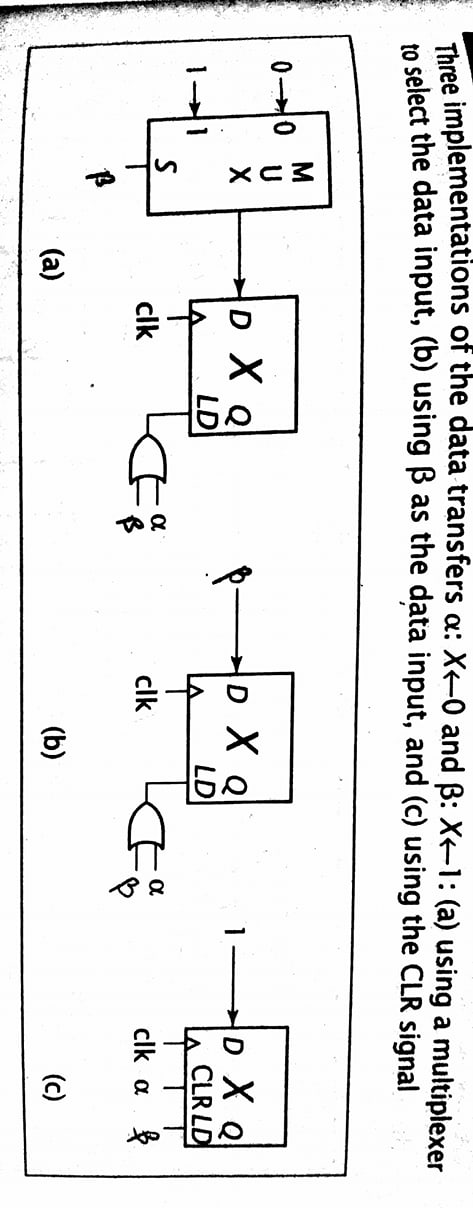 Three implementations of the data transfers α: X←0 and β: X←1: (a) using a multiplexer
to select the data input, (b) using β as the data input, and (c) using the CLR signal
0
1
0
1
M
U
X
S
β
D X Q
LD
clk
α
β
(a)
β
D X Q
LD
clk
α
β
(b)
1
D X Q
CLR LD
clk α β
(c)